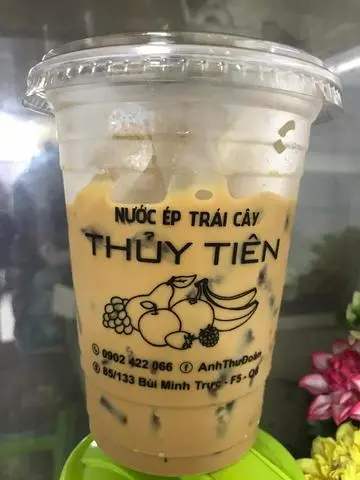 NƯỚC ÉP TRÁI CÂY
THỦY TIÊN
0902 422 066 AnhThưĐoàn
85/133 Bùi Minh Trực - F5 - Q8